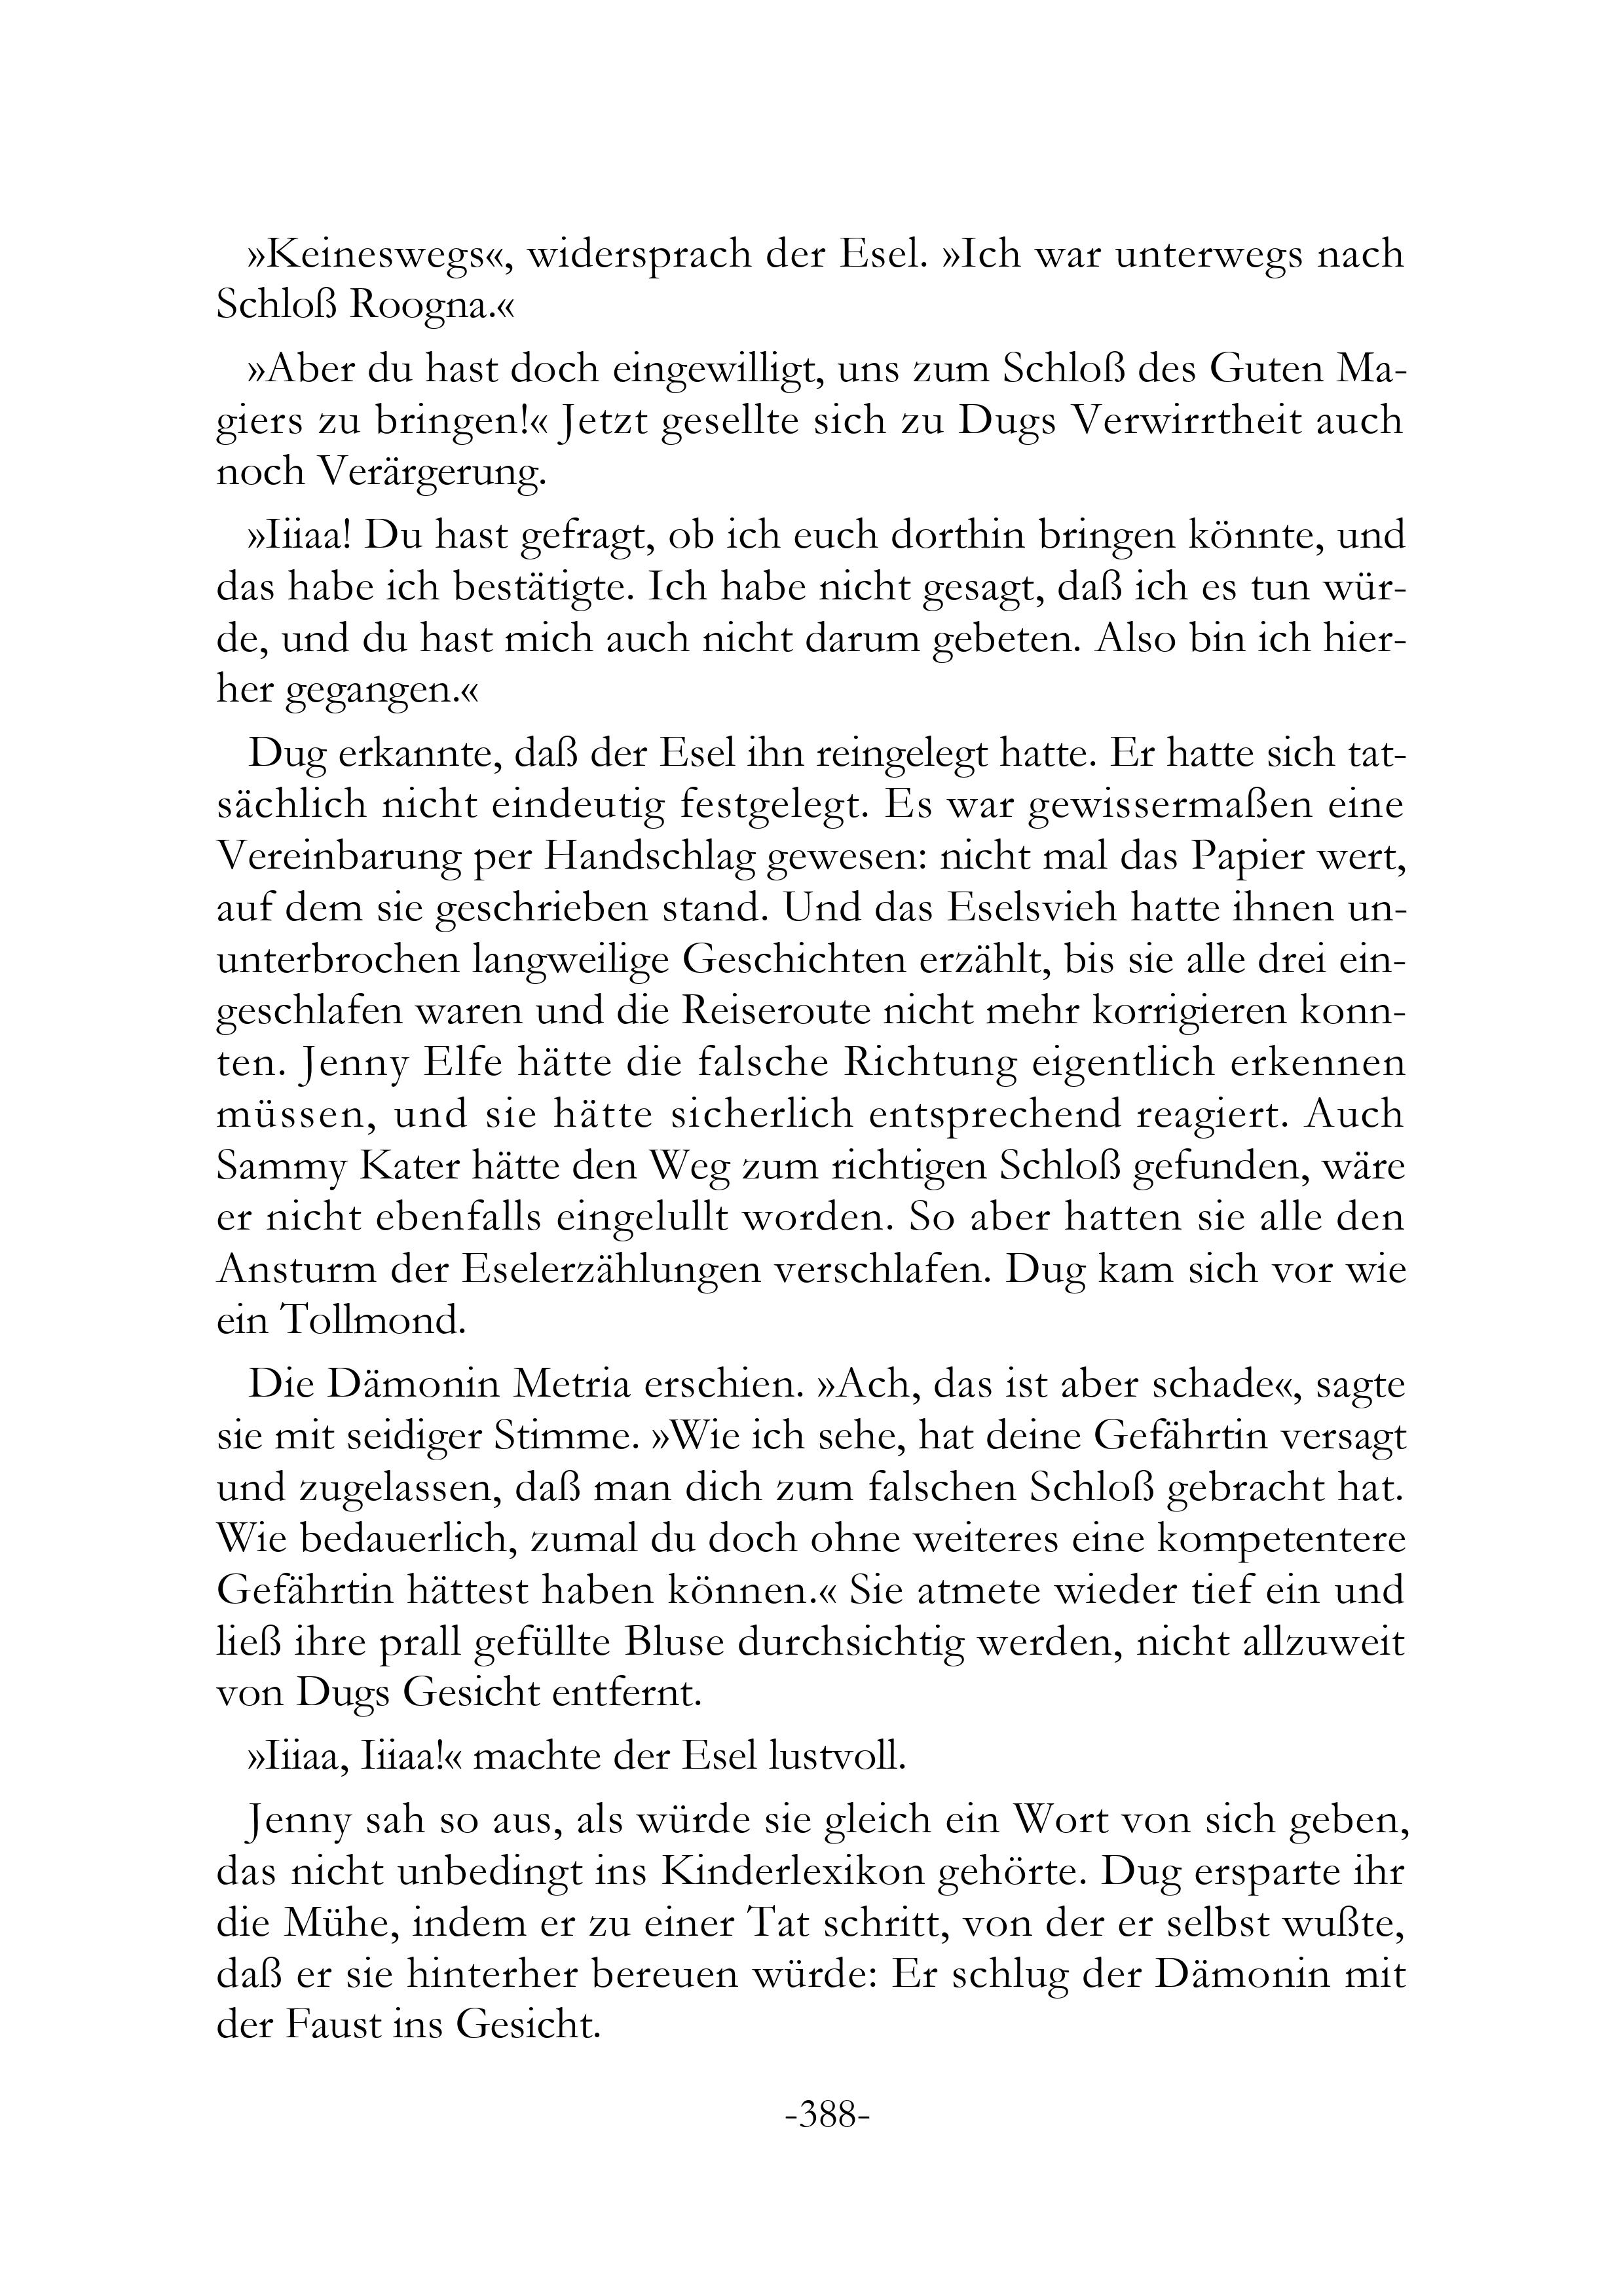 »Keineswegs«, widersprach der Esel. »Ich war unterwegs nach
Schloß Roogna.«
»Aber du hast doch eingewilligt, uns zum Schloß des Guten Ma-
giers zu bringen!« Jetzt gesellte sich zu Dugs Verwirrtheit auch
noch Verärgerung.
»Iiiaa! Du hast gefragt, ob ich euch dorthin bringen könnte, und
das habe ich bestätigte. Ich habe nicht gesagt, daß ich es tun wür-
de, und du hast mich auch nicht darum gebeten. Also bin ich hier-
her gegangen.«
Dug erkannte, daß der Esel ihn reingelegt hatte. Er hatte sich tat-
sächlich nicht eindeutig festgelegt. Es war gewissermaßen eine
Vereinbarung per Handschlag gewesen: nicht mal das Papier wert,
auf dem sie geschrieben stand. Und das Eselsvieh hatte ihnen un-
unterbrochen langweilige Geschichten erzählt, bis sie alle drei ein-
geschlafen waren und die Reiseroute nicht mehr korrigieren konn-
ten. Jenny Elfe hätte die falsche Richtung eigentlich erkennen
müssen, und sie hätte sicherlich entsprechend reagiert. Auch
Sammy Kater hätte den Weg zum richtigen Schloß gefunden, wäre
er nicht ebenfalls eingelullt worden. So aber hatten sie alle den
Ansturm der Eselerzählungen verschlafen. Dug kam sich vor wie
ein Tollmond.
Die Dämonin Metria erschien. »Ach, das ist aber schade«, sagte
sie mit seidiger Stimme. »Wie ich sehe, hat deine Gefährtin versagt
und zugelassen, daß man dich zum falschen Schloß gebracht hat.
Wie bedauerlich, zumal du doch ohne weiteres eine kompetentere
Gefährtin hättest haben können.« Sie atmete wieder tief ein und
ließ ihre prall gefüllte Bluse durchsichtig werden, nicht allzuweit
von Dugs Gesicht entfernt.
»Iiiaa, Iiiaa!« machte der Esel lustvoll.
Jenny sah so aus, als würde sie gleich ein Wort von sich geben,
das nicht unbedingt ins Kinderlexikon gehörte. Dug ersparte ihr
die Mühe, indem er zu einer Tat schritt, von der er selbst wußte,
daß er sie hinterher bereuen würde: Er schlug der Dämonin mit
der Faust ins Gesicht.
-388-